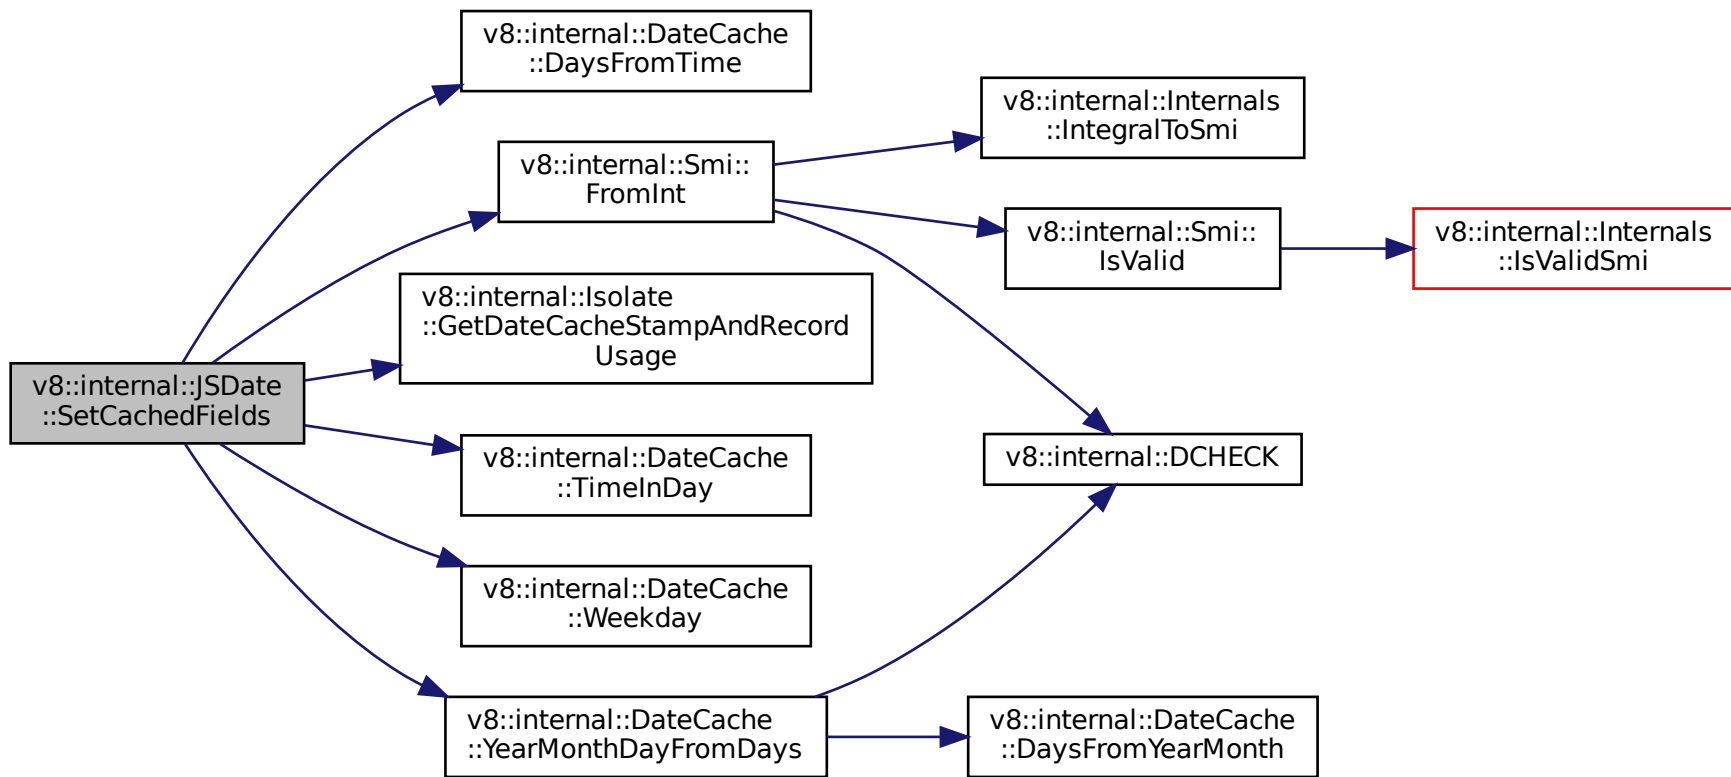 v8::internal::DateCache
::DaysFromTime
v8::internal::Internals
::IntegralToSmi
v8::internal::Smi::
FromInt
v8::internal::Smi::
IsValid
v8::internal::Internals
::IsValidSmi
v8::internal::Isolate
::GetDateCacheStampAndRecord
Usage
v8::internal::JSDate
::SetCachedFields
v8::internal::DateCache
::TimeInDay
v8::internal::DCHECK
v8::internal::DateCache
::Weekday
v8::internal::DateCache
::YearMonthDayFromDays
v8::internal::DateCache
::DaysFromYearMonth